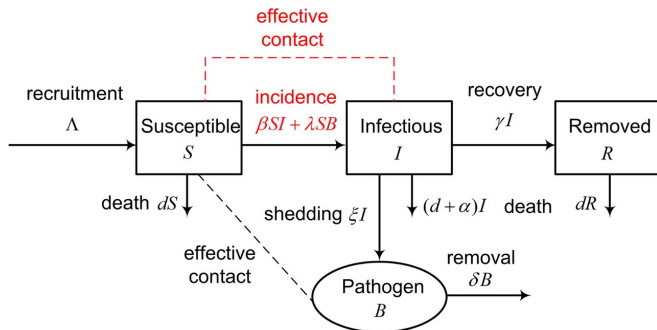 effective
contact
recruitment
Λ
Susceptible
S
incidence
βSI + λSB
Infectious
I
recovery
γI
Removed
R
death dS
shedding ξI
(d+α)I
death
dR
effective
contact
Pathogen
B
removal
δB